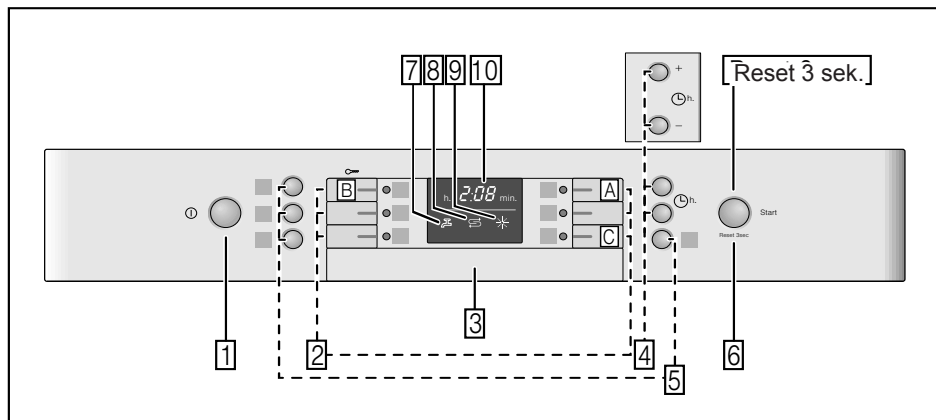 7 8 9 10
+
h.
−
Reset 3 sek.
B
h. 2:08 min.
A
h.
C
Start
Reset 3sec
1
2
3
4
5
6